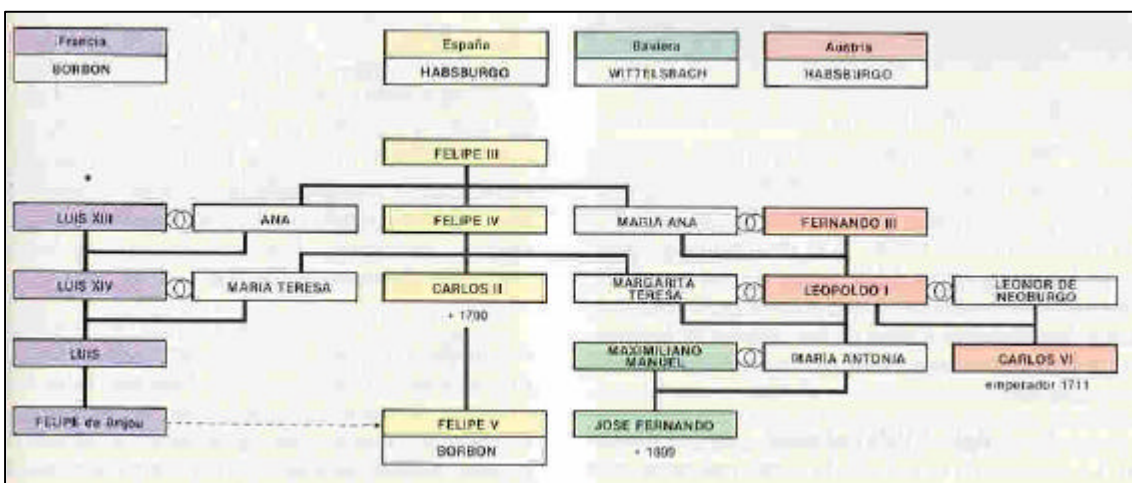 Francia
BORBON
España
HABSBURGO
Baviera
WITTELSBACH
Austria
HABSBURGO
FELIPE III
LUIS XIII
ANA
FELIPE IV
MARIA ANA
FERNANDO III
LUIS XIV
MARIA TERESA
CARLOS II
+ 1700
MARGARITA
TERESA
LEOPOLDO I
LEONOR DE
NEOBURGO
LUIS
MAXIMILIANO
MANUEL
MARIA ANTONIA
CARLOS VI
emperador 1711
FELIPE de Anjou
FELIPE V
BORBON
JOSE FERNANDO
+ 1699